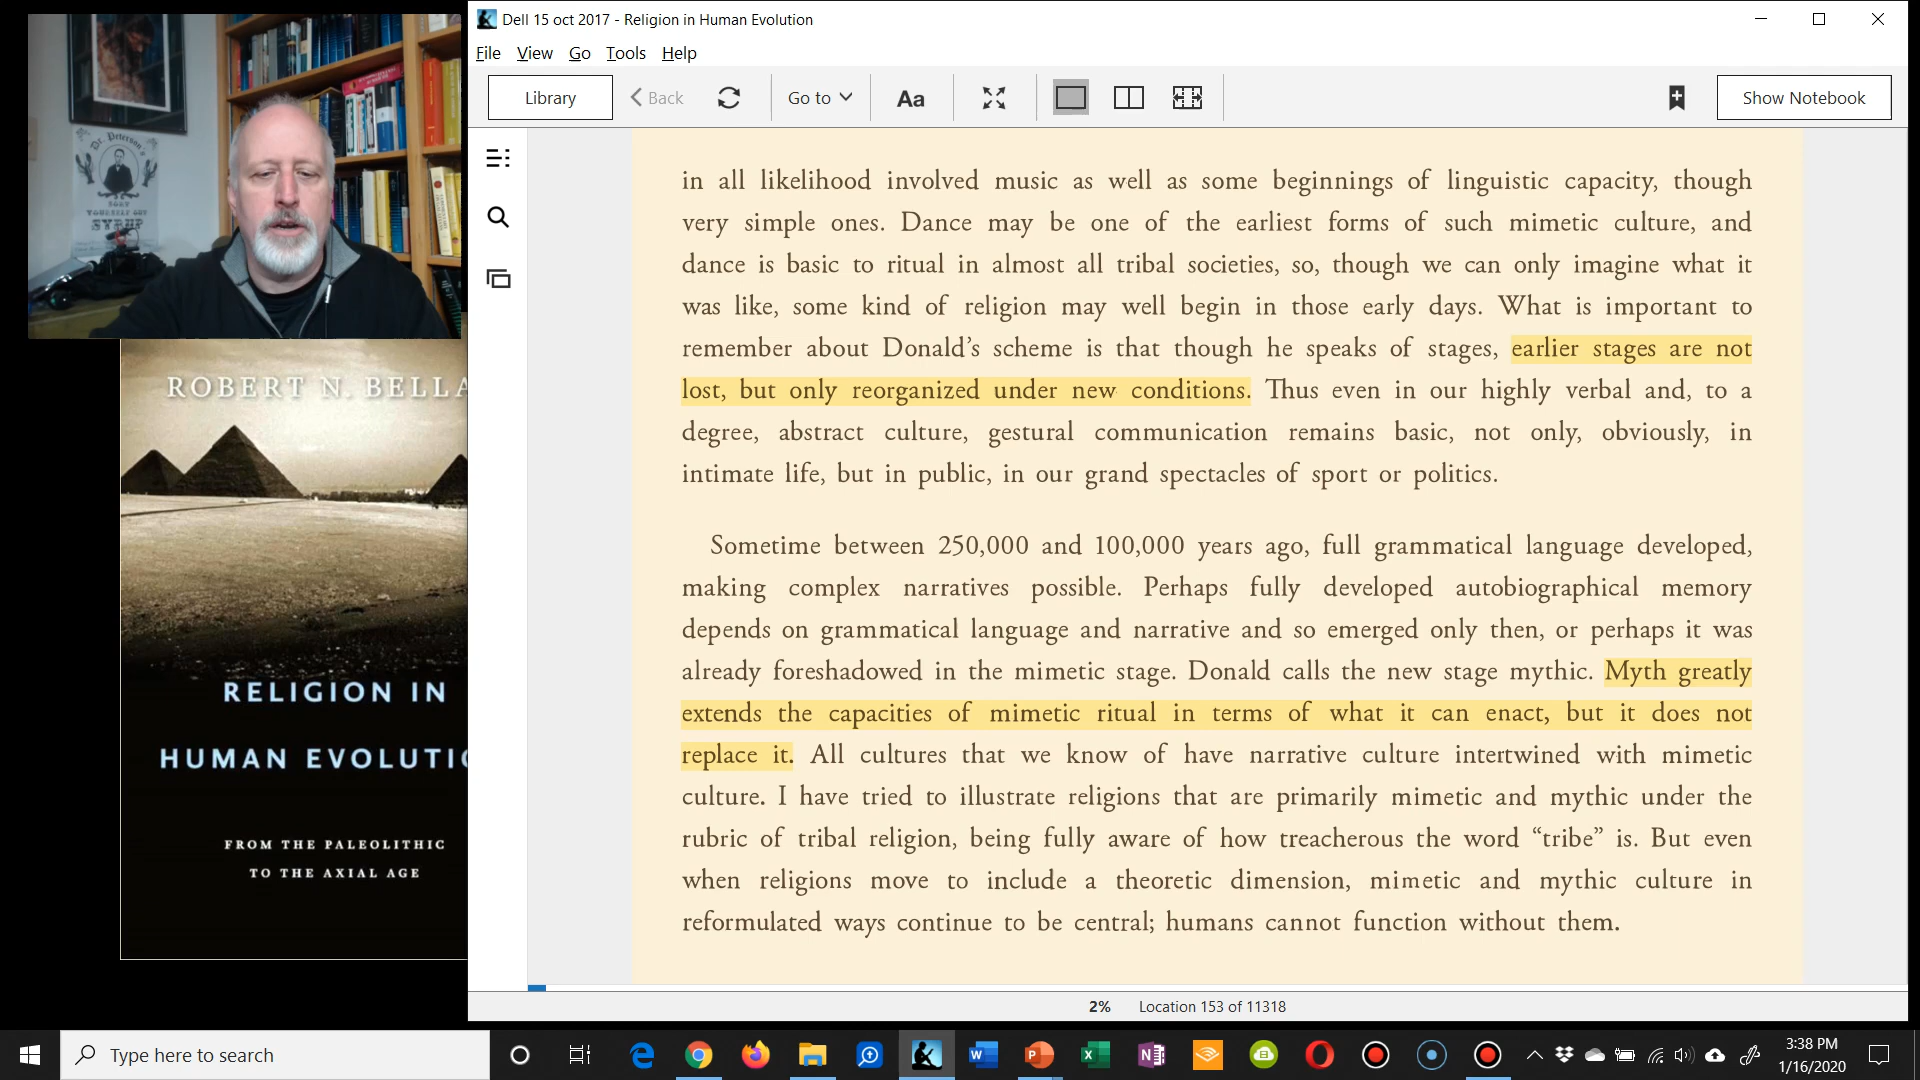 Dell 15 oct 2017 - Religion in Human Evolution
File View Go Tools Help
Library
Back
Go to
Aa
Show Notebook
Dr. Peterson's
SORT
YOURSELF OUT
SYRUP
ROBERT N. BELLA
RELIGION IN
HUMAN EVOLUTIO
FROM THE PALEOLITHIC
TO THE AXIAL AGE
in all likelihood involved music as well as some beginnings of linguistic capacity, though
very simple ones. Dance may be one of the earliest forms of such mimetic culture, and
dance is basic to ritual in almost all tribal societies, so, though we can only imagine what it
was like, some kind of religion may well begin in those early days. What is important to
remember about Donald’s scheme is that though he speaks of stages, earlier stages are not
lost, but only reorganized under new conditions. Thus even in our highly verbal and, to a
degree, abstract culture, gestural communication remains basic, not only, obviously, in
intimate life, but in public, in our grand spectacles of sport or politics.
Sometime between 250,000 and 100,000 years ago, full grammatical language developed,
making complex narratives possible. Perhaps fully developed autobiographical memory
depends on grammatical language and narrative and so emerged only then, or perhaps it was
already foreshadowed in the mimetic stage. Donald calls the new stage mythic. Myth greatly
extends the capacities of mimetic ritual in terms of what it can enact, but it does not
replace it. All cultures that we know of have narrative culture intertwined with mimetic
culture. I have tried to illustrate religions that are primarily mimetic and mythic under the
rubric of tribal religion, being fully aware of how treacherous the word “tribe” is. But even
when religions move to include a theoretic dimension, mimetic and mythic culture in
reformulated ways continue to be central; humans cannot function without them.
2% Location 153 of 11318
Type here to search
3:38 PM
1/16/2020